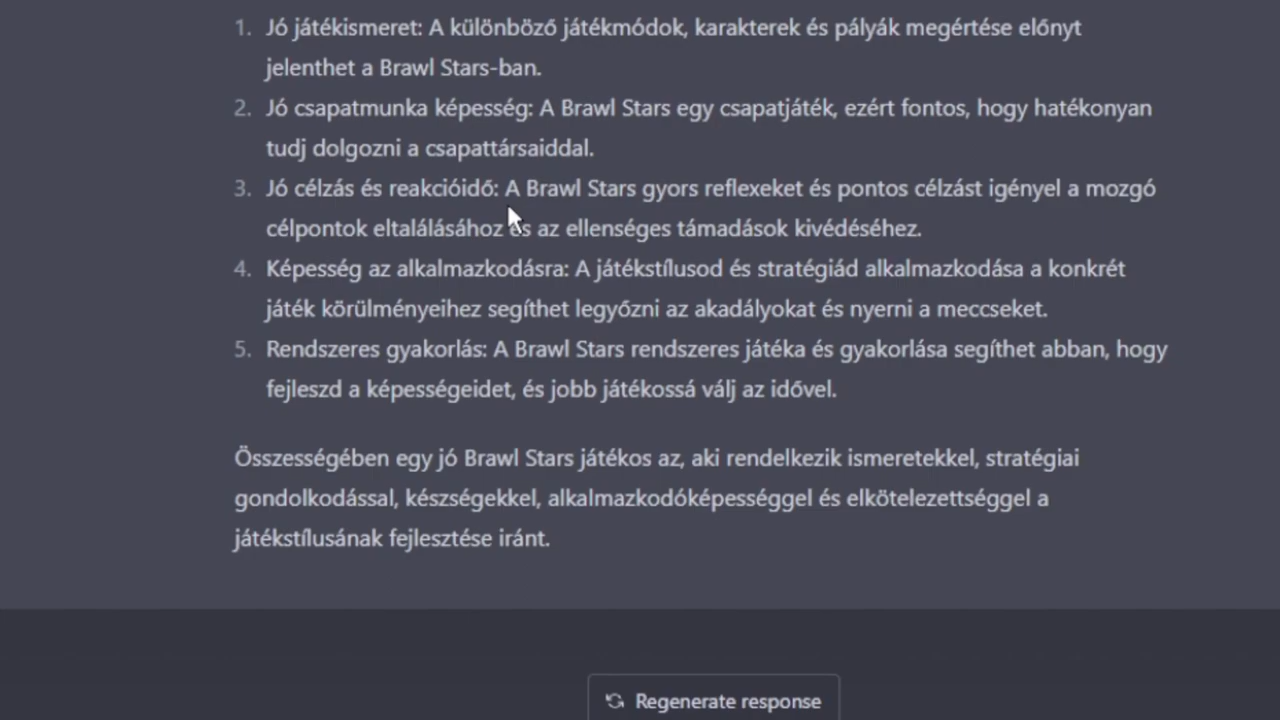 1. Jó játékismeret: A különböző játékmódok, karakterek és pályák megértése előnyt
jelenthet a Brawl Stars-ban.
2. Jó csapatmunka képesség: A Brawl Stars egy csapatjáték, ezért fontos, hogy hatékonyan
tudj dolgozni a csapattársaiddal.
3. Jó célzás és reakcióidő: A Brawl Stars gyors reflexeket és pontos célzást igényel a mozgó
célpontok eltalálásához és az ellenséges támadások kivédéséhez.
4. Képesség az alkalmazkodásra: A játékstílusod és stratégiád alkalmazkodása a konkrét
játék körülményeihez segíthet legyőzni az akadályokat és nyerni a meccseket.
5. Rendszeres gyakorlás: A Brawl Stars rendszeres játéka és gyakorlása segíthet abban, hogy
fejleszd a képességeidet, és jobb játékossá válj az idővel.
Összességében egy jó Brawl Stars játékos az, aki rendelkezik ismeretekkel, stratégiai
gondolkodással, készségekkel, alkalmazkodóképességgel és elkötelezettséggel a
játékstílusának fejlesztése iránt.
Regenerate response